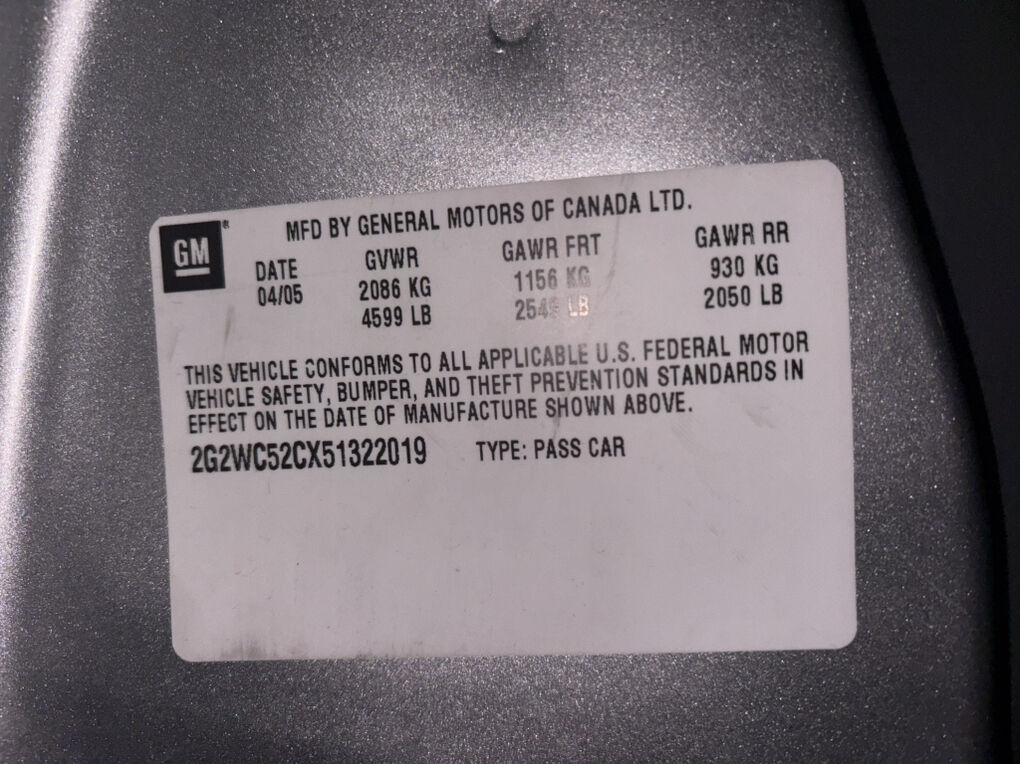 GM®
MFD BY GENERAL MOTORS OF CANADA LTD.
DATE GVWR GAWR FRT GAWR RR
04/05 2086 KG 1156 KG 930 KG
4599 LB 2549 LB 2050 LB
THIS VEHICLE CONFORMS TO ALL APPLICABLE U.S. FEDERAL MOTOR
VEHICLE SAFETY, BUMPER, AND THEFT PREVENTION STANDARDS IN
EFFECT ON THE DATE OF MANUFACTURE SHOWN ABOVE.
2G2WC52CX51322019 TYPE: PASS CAR